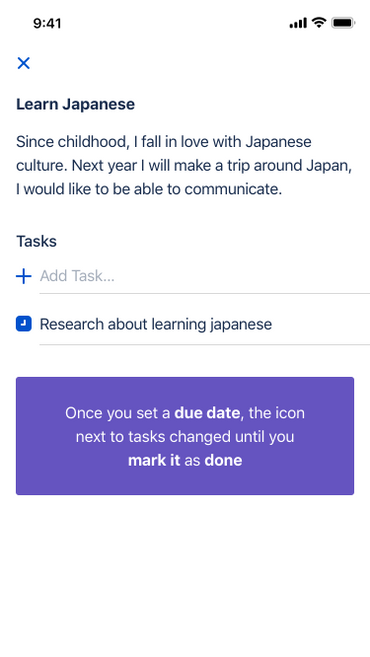 9:41
Learn Japanese
Since childhood, I fall in love with Japanese
culture. Next year I will make a trip around Japan,
I would like to be able to communicate.
Tasks
Add Task...
Research about learning japanese
Once you set a due date, the icon
next to tasks changed until you
mark it as done